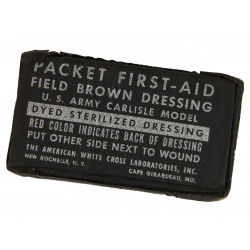 PACKET FIRST-AID
FIELD BROWN DRESSING
U. S. ARMY CARLISLE MODEL
DYED STERILIZED DRESSING.
RED COLOR INDICATES BACK OF DRESSING
PUT OTHER SIDE NEXT TO WOUND
THE AMERICAN WHITE CROSS LABORATORIES, INC.
NEW ROCHELLE, N. Y. CAPE GIRARDEAU, MO.